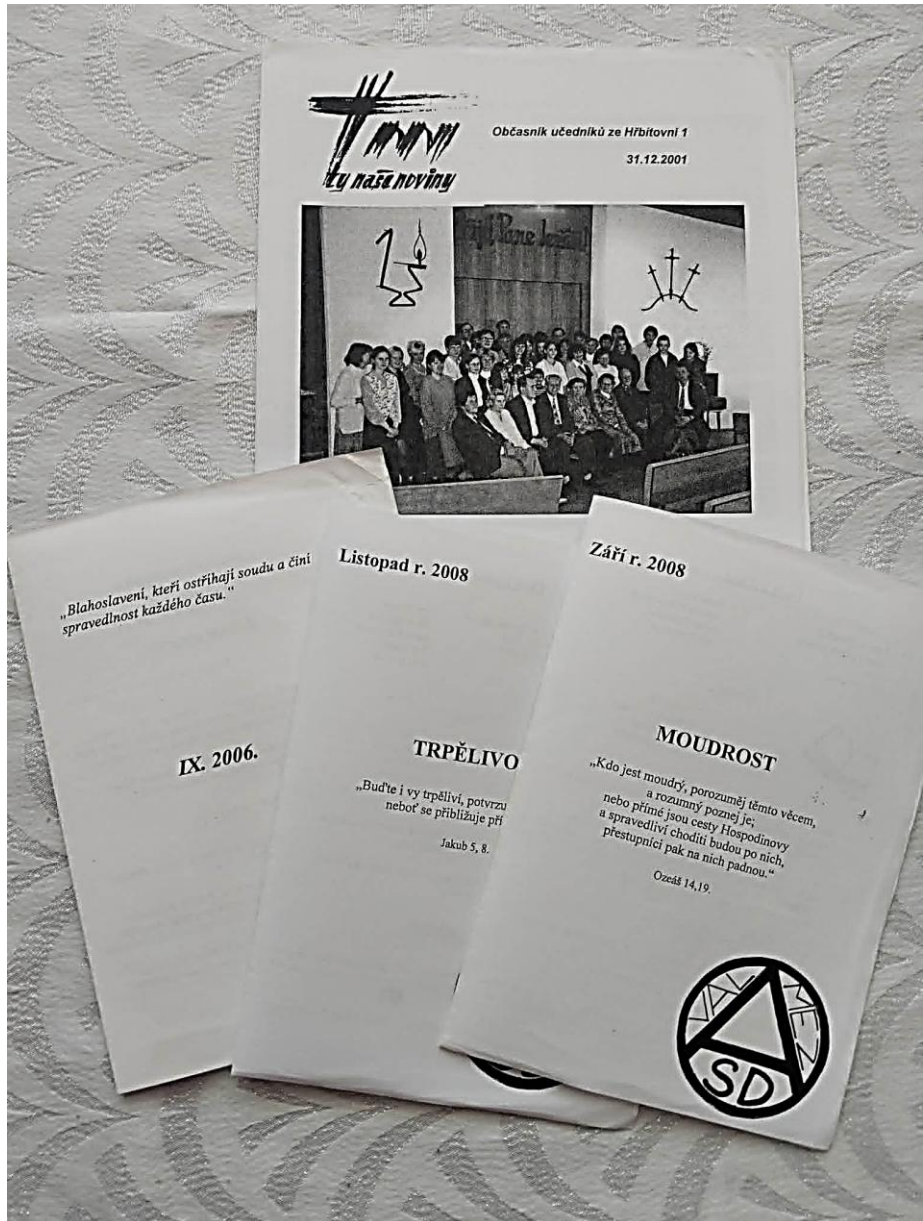 ty naše noviny
Občasník učedníků ze Hřbitovní 1
31.12.2001
Pane
„Blahoslavení, kteří ostříhají soudu a činí
spravedlnost každého času.“
IX. 2006.
Listopad r. 2008
TRPĚLIVO
„Buďte i vy trpěliví, potvrzu
neboť se přibližuje pří
Jakub 5, 8.
Září r. 2008
MOUDROST
„Kdo jest moudrý, porozuměj těmto věcem,
a rozumný poznej je;
nebo přímé jsou cesty Hospodinovy
a spravedliví choditi budou po nich,
přestupníci pak na nich padnou.“
Ozeáš 14,19.
VAL MEZ
A
SD